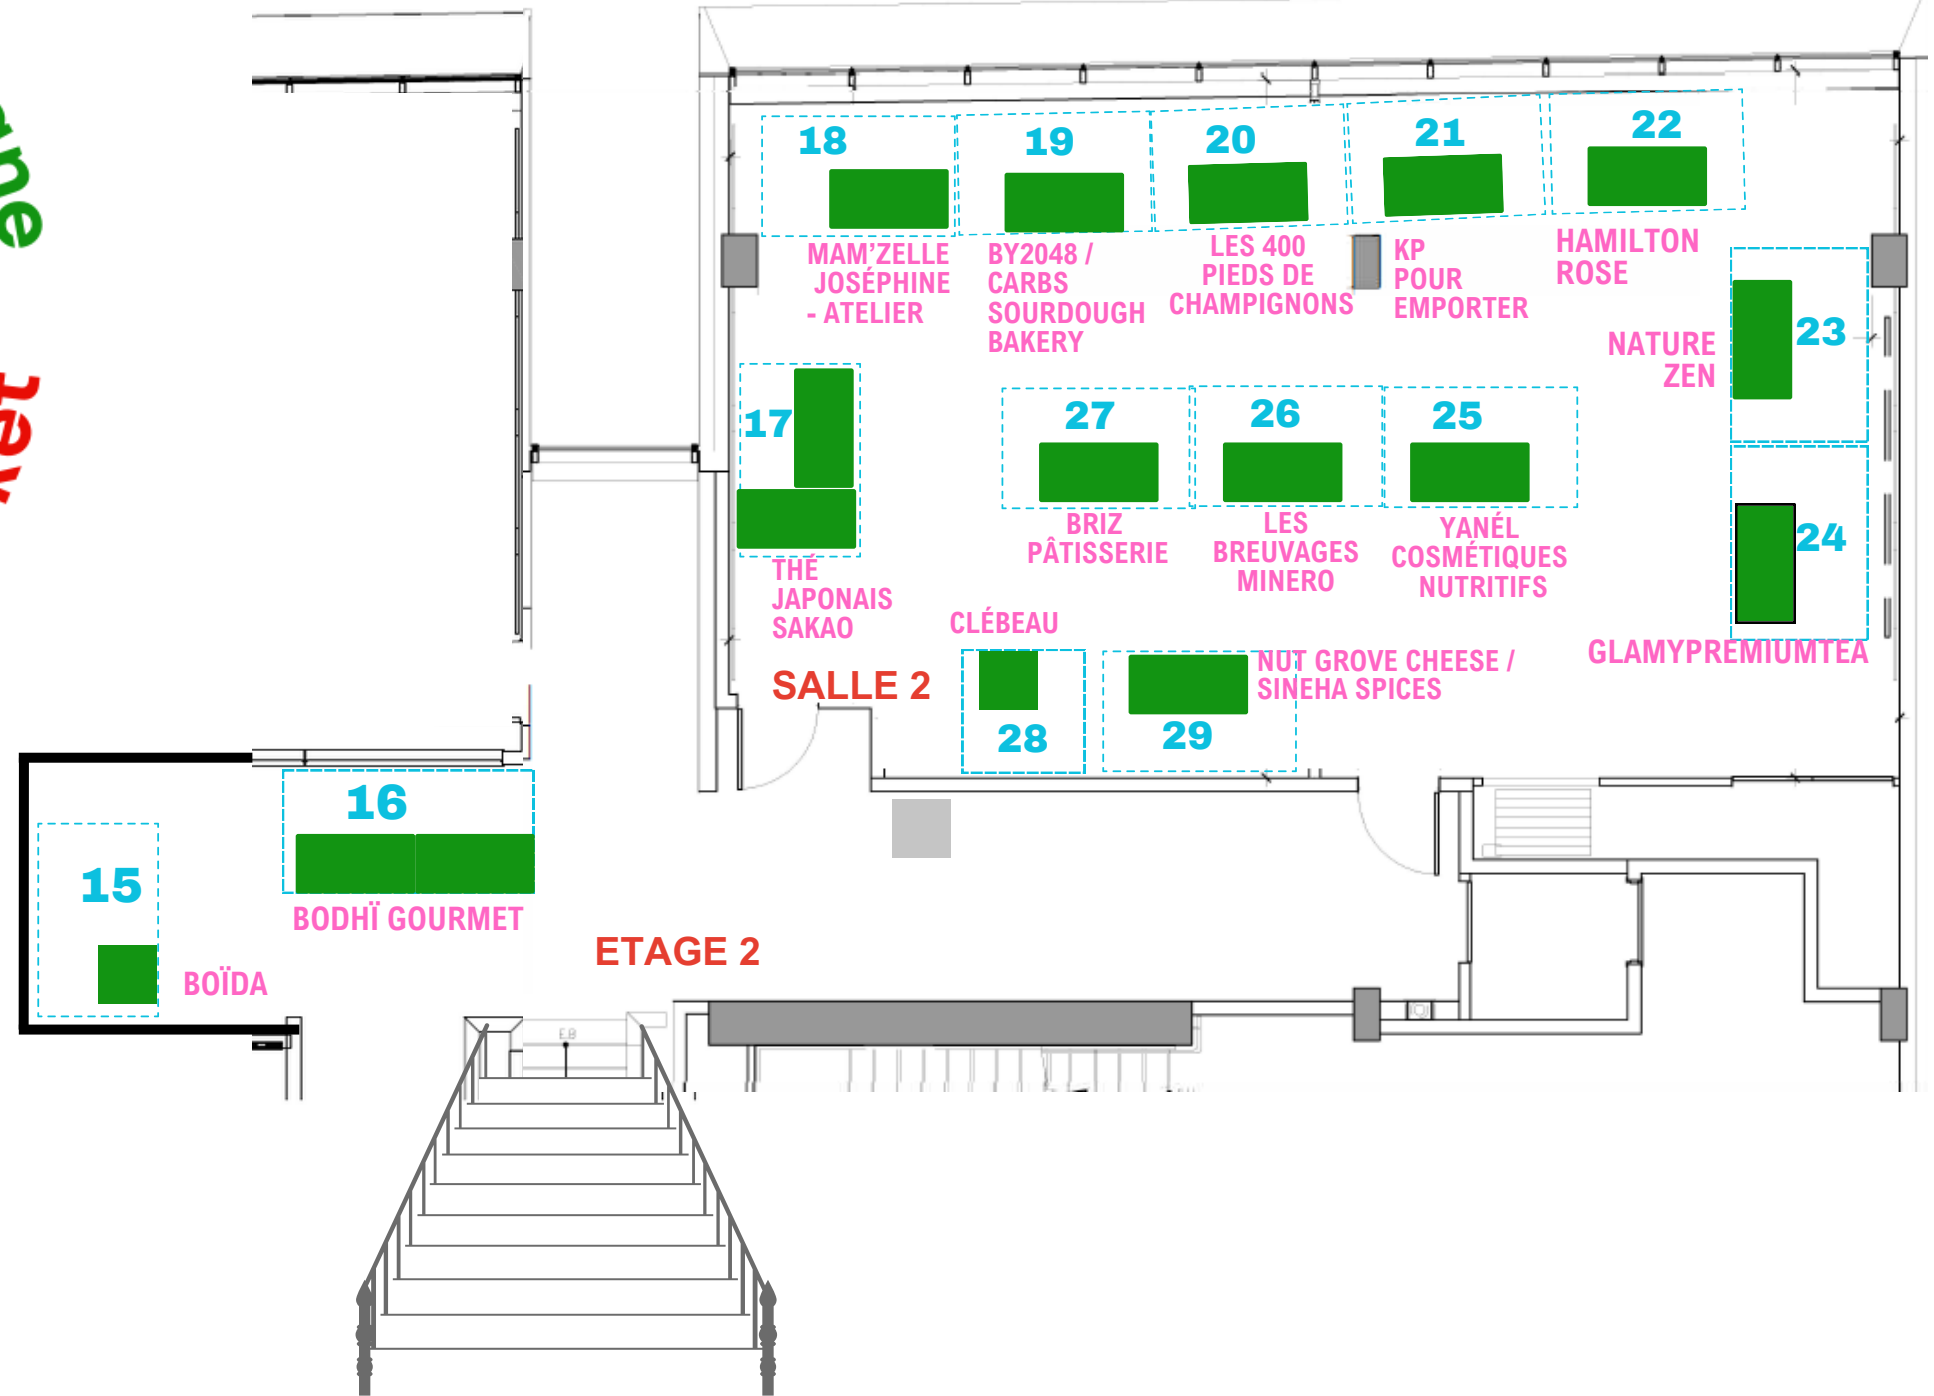 18
19
20
21
22
MAM'ZELLE
JOSÉPHINE
- ATELIER
BY2048 /
CARBS
SOURDOUGH
BAKERY
LES 400
PIEDS DE
CHAMPIGNONS
KP
POUR
EMPORTER
HAMILTON
ROSE
23
NATURE
ZEN
17
27
26
25
24
THÉ
JAPONAIS
SAKAO
BRIZ
PÂTISSERIE
LES
BREUVAGES
MINERO
YANÉL
COSMÉTIQUES
NUTRITIFS
GLAMYPREMIUMTEA
CLÉBEAU
NUT GROVE CHEESE /
SINEHA SPICES
SALLE 2
28
29
16
15
BODHÏ GOURMET
BOÏDA
ETAGE 2
E.B